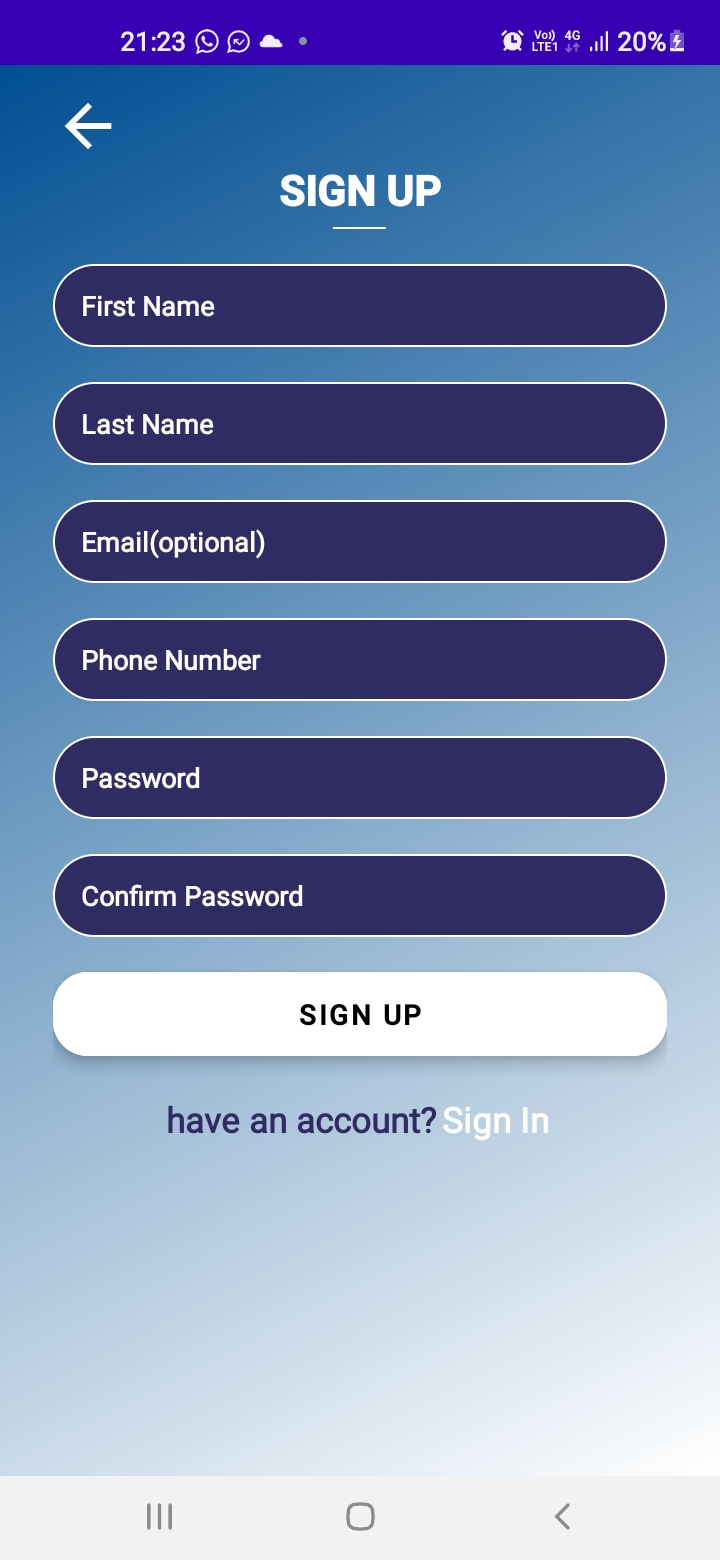 21:23 Vo)) LTE1 4G 20%
SIGN UP
First Name
Last Name
Email(optional)
Phone Number
Password
Confirm Password
SIGN UP
have an account? Sign In